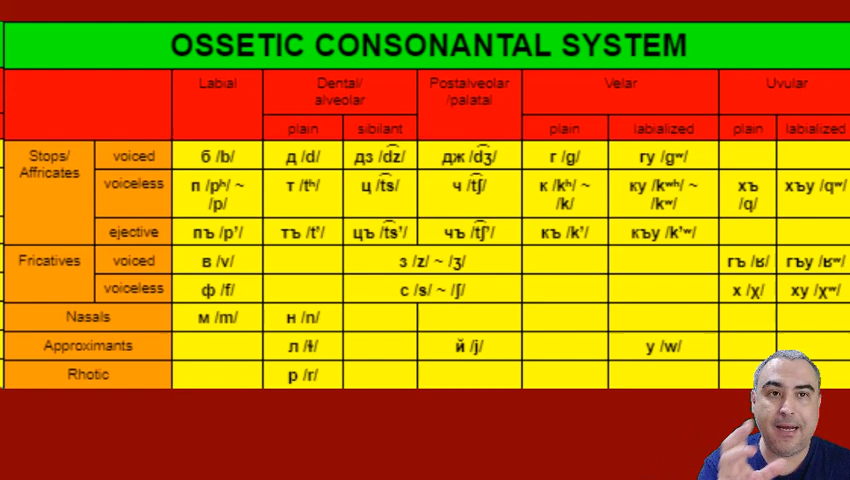 OSSETIC CONSONANTAL SYSTEM
Labial Dental/ alveolar Postalveolar /palatal Velar Uvular
plain sibilant plain labialized plain labialized
Stops/ Affricates voiced б /b/ д /d/ дз /d͡z/ дж /d͡ʒ/ г /g/ гу /gʷ/
voiceless п /pʰ/ ~ /p/ т /tʰ/ ц /t͡s/ ч /t͡ʃ/ к /kʰ/ ~ /k/ ку /kʷʰ/ ~ /kʷ/ хъ /q/ хъу /qʷ/
ejective пъ /p'/ тъ /t'/ цъ /t͡s'/ чъ /t͡ʃ'/ къ /k'/ къу /k'ʷ/
Fricatives voiced в /v/ з /z/ ~ /ʒ/ гъ /ʁ/ гъу /ʁʷ/
voiceless ф /f/ с /s/ ~ /ʃ/ х /χ/ ху /χʷ/
Nasals м /m/ н /n/
Approximants л /ɫ/ й /j/ у /w/
Rhotic р /r/